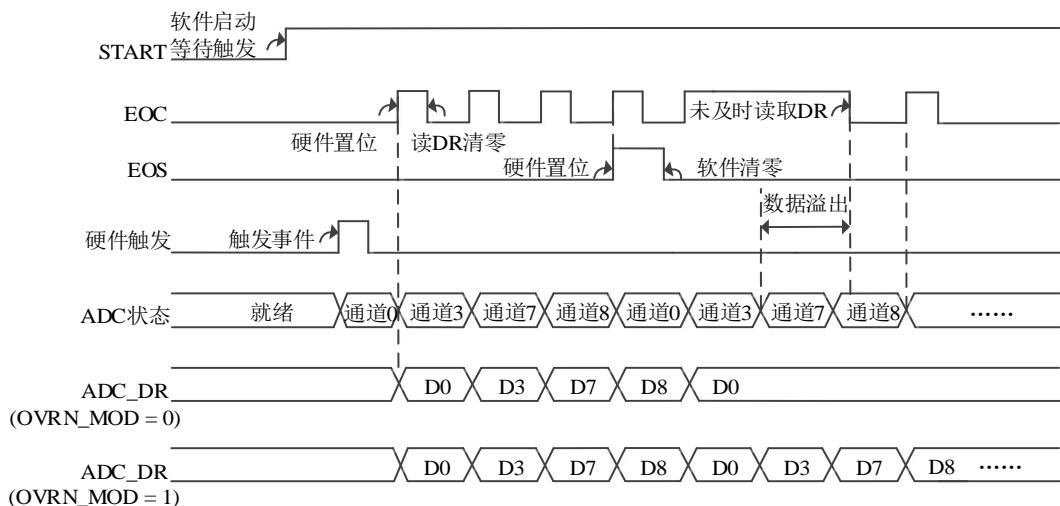 软件启动
START 等待触发
EOC
未及时读取DR
硬件置位 读DR清零
EOS
硬件置位 软件清零
数据溢出
硬件触发 触发事件
ADC状态 就绪 通道0 通道3 通道7 通道8 通道0 通道3 通道7 通道8 ……
ADC_DR D0 D3 D7 D8 D0
(OVRN_MOD = 0)
ADC_DR D0 D3 D7 D8 D0 D3 D7 D8 ……
(OVRN_MOD = 1)